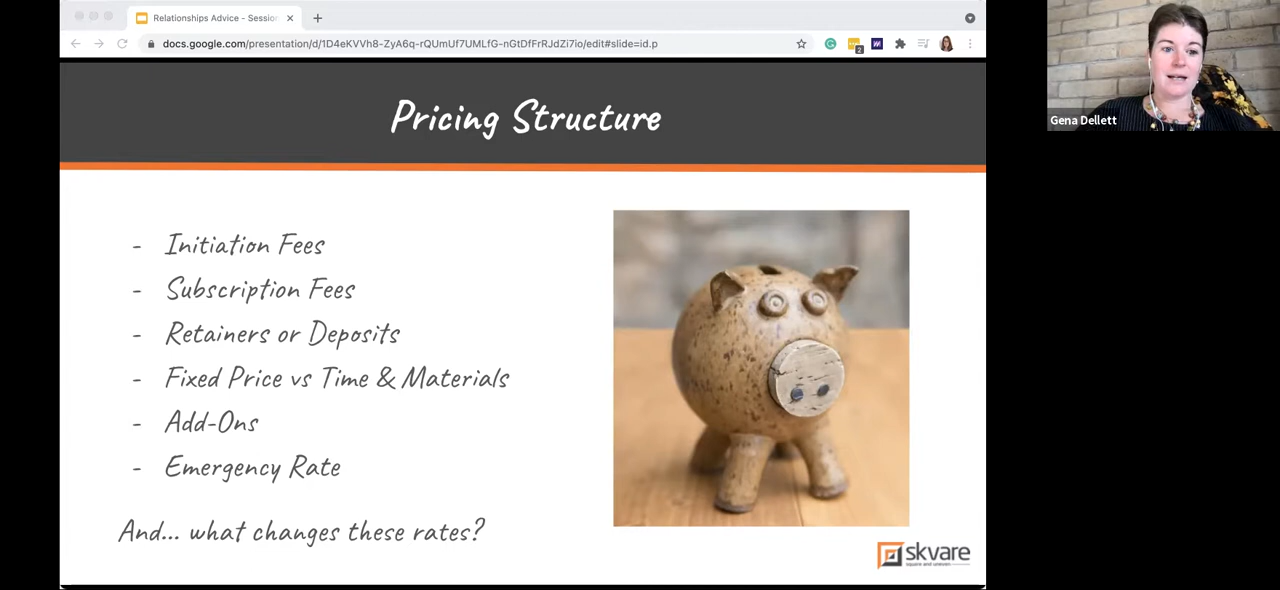 Relationships Advice - Sessio
docs.google.com/presentation/d/1D4eKVVh8-ZyA6q-rQUmUf7UMLfG-nGtDfFrRJdZi7io/edit#slide=id.p
2
Gena Dellett
Pricing Structure
- Initiation Fees
- Subscription Fees
- Retainers or Deposits
- Fixed Price vs Time & Materials
- Add-Ons
- Emergency Rate
And... what changes these rates?
skvare
square and uneven